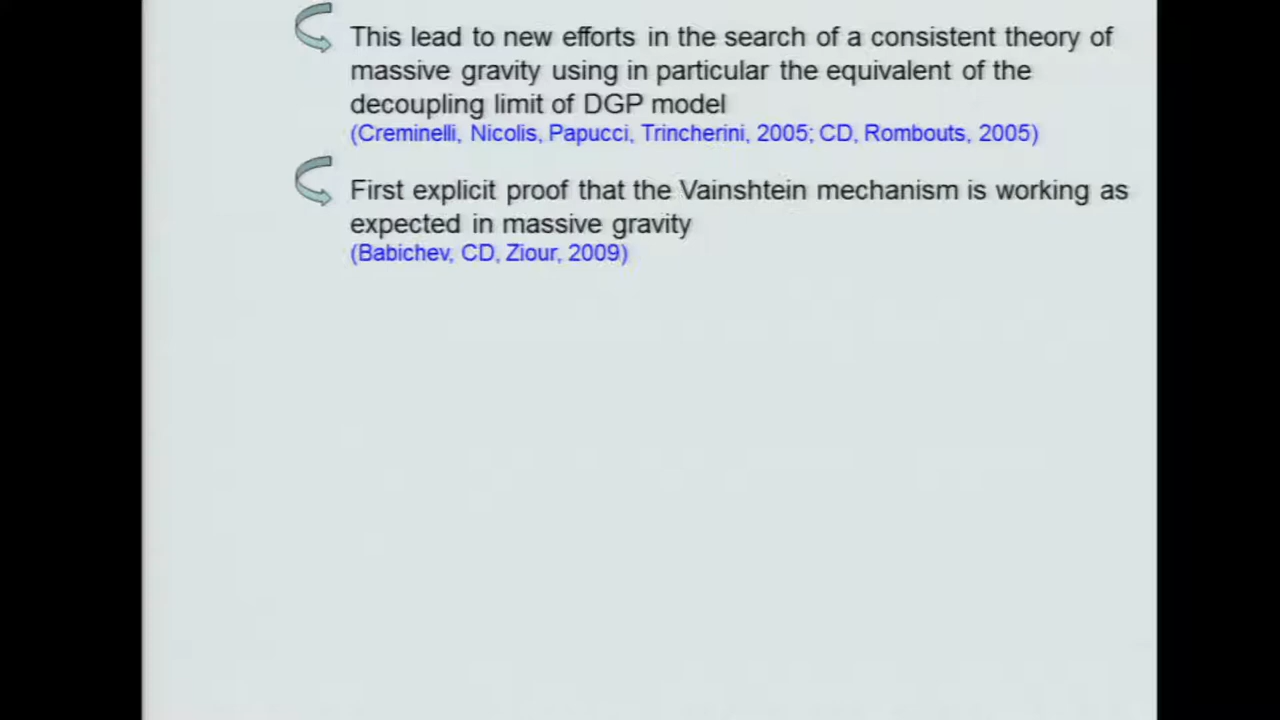 This lead to new efforts in the search of a consistent theory of
massive gravity using in particular the equivalent of the
decoupling limit of DGP model
(Creminelli, Nicolis, Papucci, Trincherini, 2005; CD, Rombouts, 2005)
First explicit proof that the Vainshtein mechanism is working as
expected in massive gravity
(Babichev, CD, Ziour, 2009)